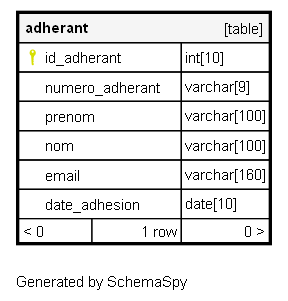 adherant [table]
id_adherant int[10]
numero_adherant varchar[9]
prenom varchar[100]
nom varchar[100]
email varchar[160]
date_adhesion date[10]
< 0 1 row 0 >
Generated by SchemaSpy